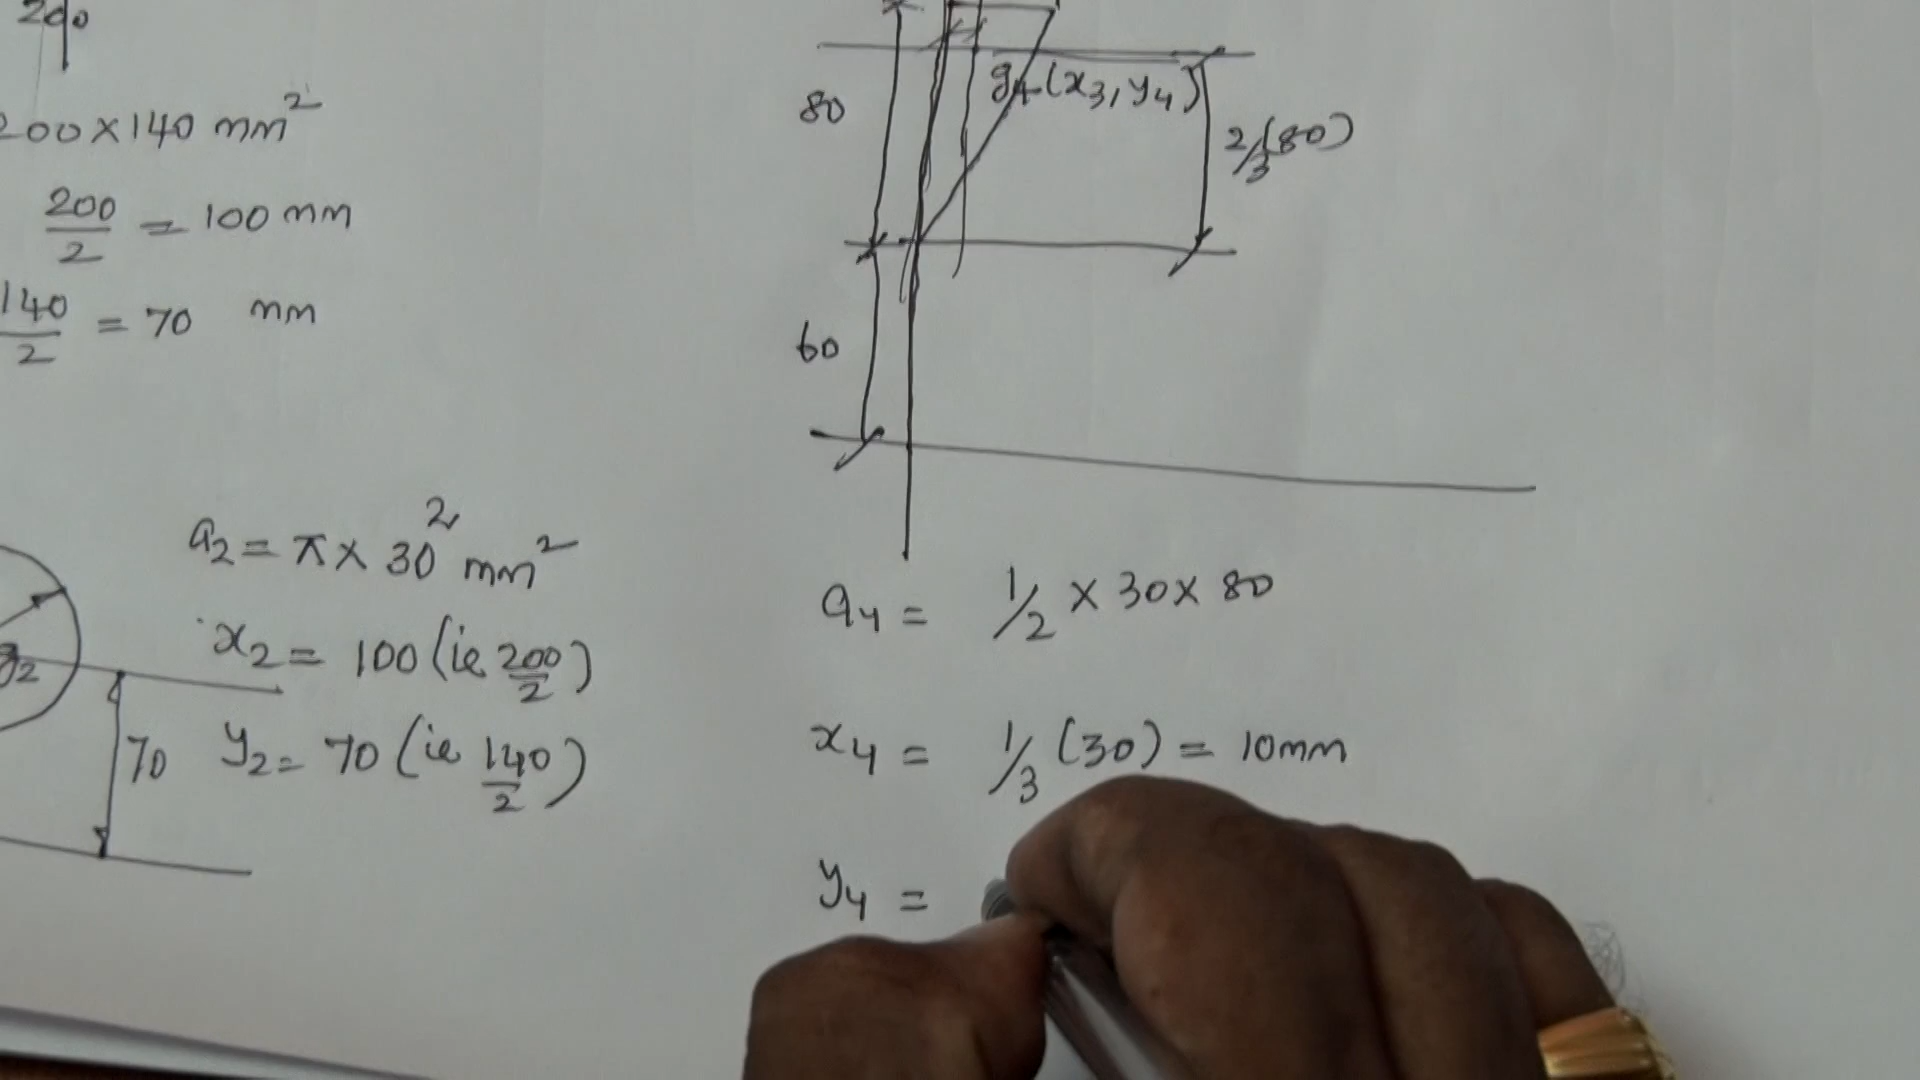 200
200 × 140 mm²
200/2 = 100 mm
140/2 = 70 mm
g2
70
a2 = π × 30² mm²
x2 = 100 (ie 200/2)
y2 = 70 (ie 140/2)
80
g4 (x3, y4)
2/3 (80)
60
a4 = 1/2 × 30 × 80
x4 = 1/3 (30) = 10mm
y4 =